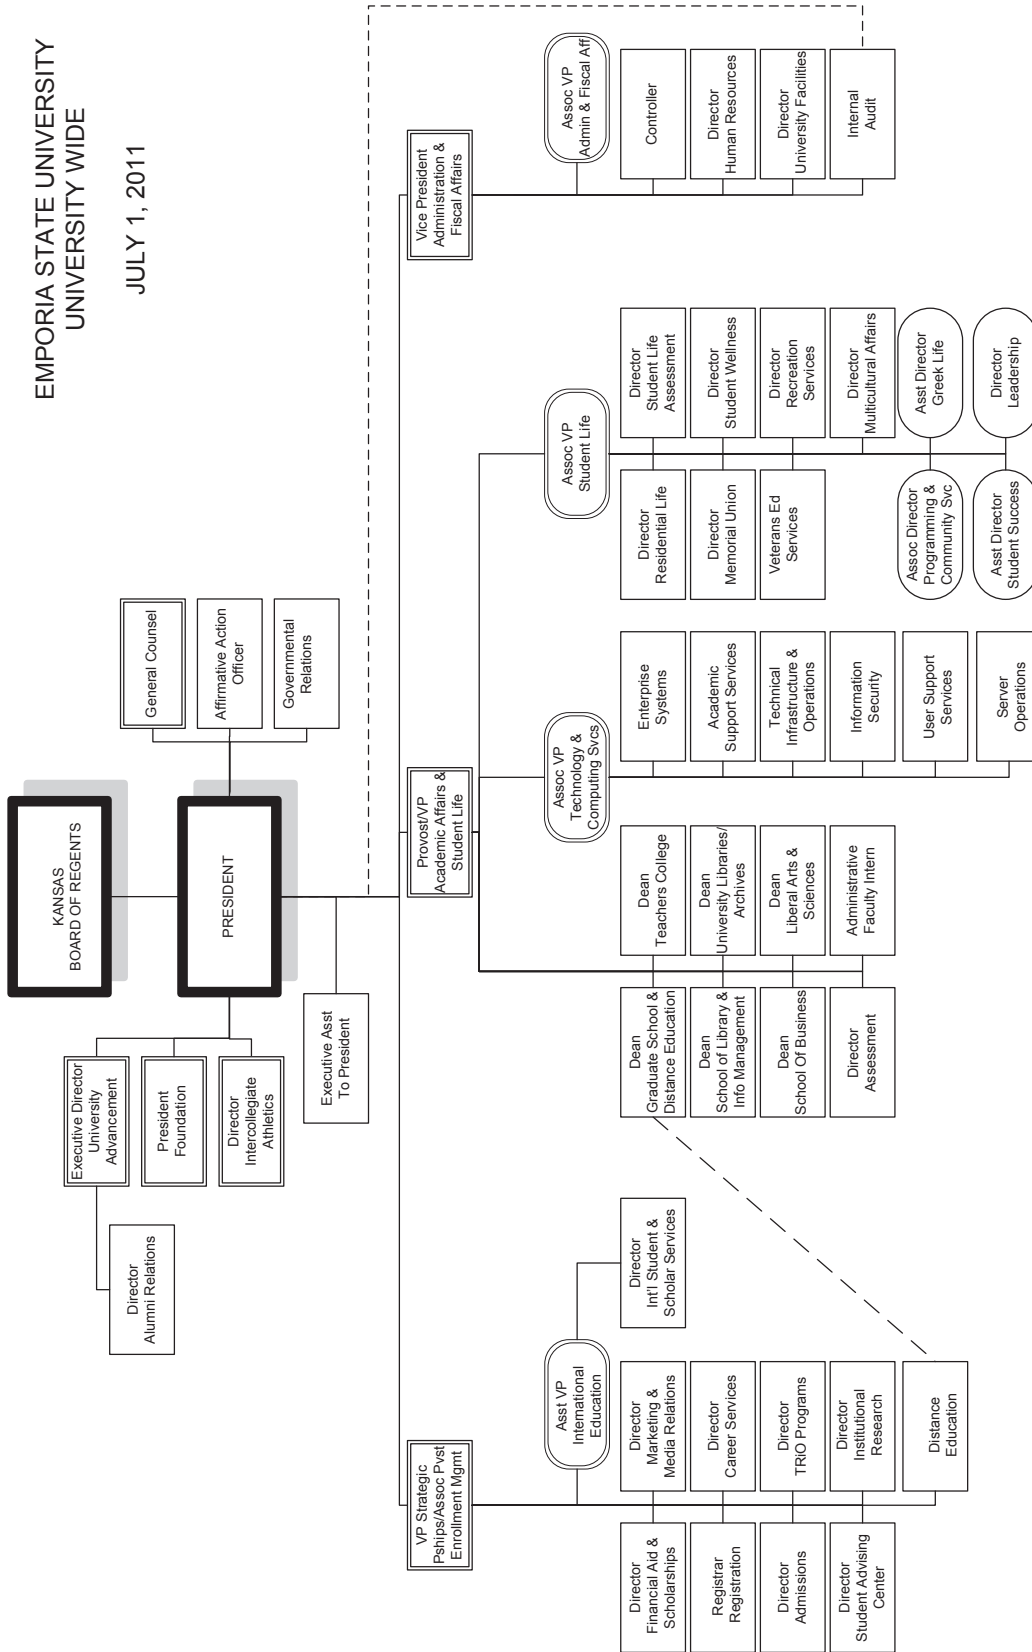 EMPORIA STATE UNIVERSITY
UNIVERSITY WIDE
JULY 1, 2011
KANSAS
BOARD OF REGENTS
PRESIDENT
General Counsel
Affirmative Action
Officer
Governmental
Relations
Executive Director
University
Advancement
President
Foundation
Director
Intercollegiate
Athletics
Director
Alumni Relations
Executive Asst
To President
VP Strategic
Pships/Assoc Pvst
Enrollment Mgmt
Provost/VP
Academic Affairs &
Student Life
Vice President
Administration &
Fiscal Affairs
Asst VP
International
Education
Assoc VP
Technology &
Computing Svcs
Assoc VP
Student Life
Assoc VP
Admin & Fiscal Aff
Director
Financial Aid &
Scholarships
Director
Marketing &
Media Relations
Registrar
Registration
Director
Career Services
Director
Admissions
Director
TRiO Programs
Director
Student Advising
Center
Director
Institutional
Research
Distance
Education
Director
Int'l Student &
Scholar Services
Dean
Graduate School &
Distance Education
Dean
Teachers College
Dean
School of Library &
Info Management
Dean
University Libraries/
Archives
Dean
School Of Business
Dean
Liberal Arts &
Sciences
Director
Assessment
Administrative
Faculty Intern
Enterprise
Systems
Academic
Support Services
Technical
Infrastructure &
Operations
Information
Security
User Support
Services
Server
Operations
Director
Residential Life
Director
Student Life
Assessment
Director
Memorial Union
Director
Student Wellness
Veterans Ed
Services
Director
Recreation
Services
Director
Multicultural Affairs
Assoc Director
Programming &
Community Svc
Asst Director
Greek Life
Asst Director
Student Success
Director
Leadership
Controller
Director
Human Resources
Director
University Facilities
Internal
Audit